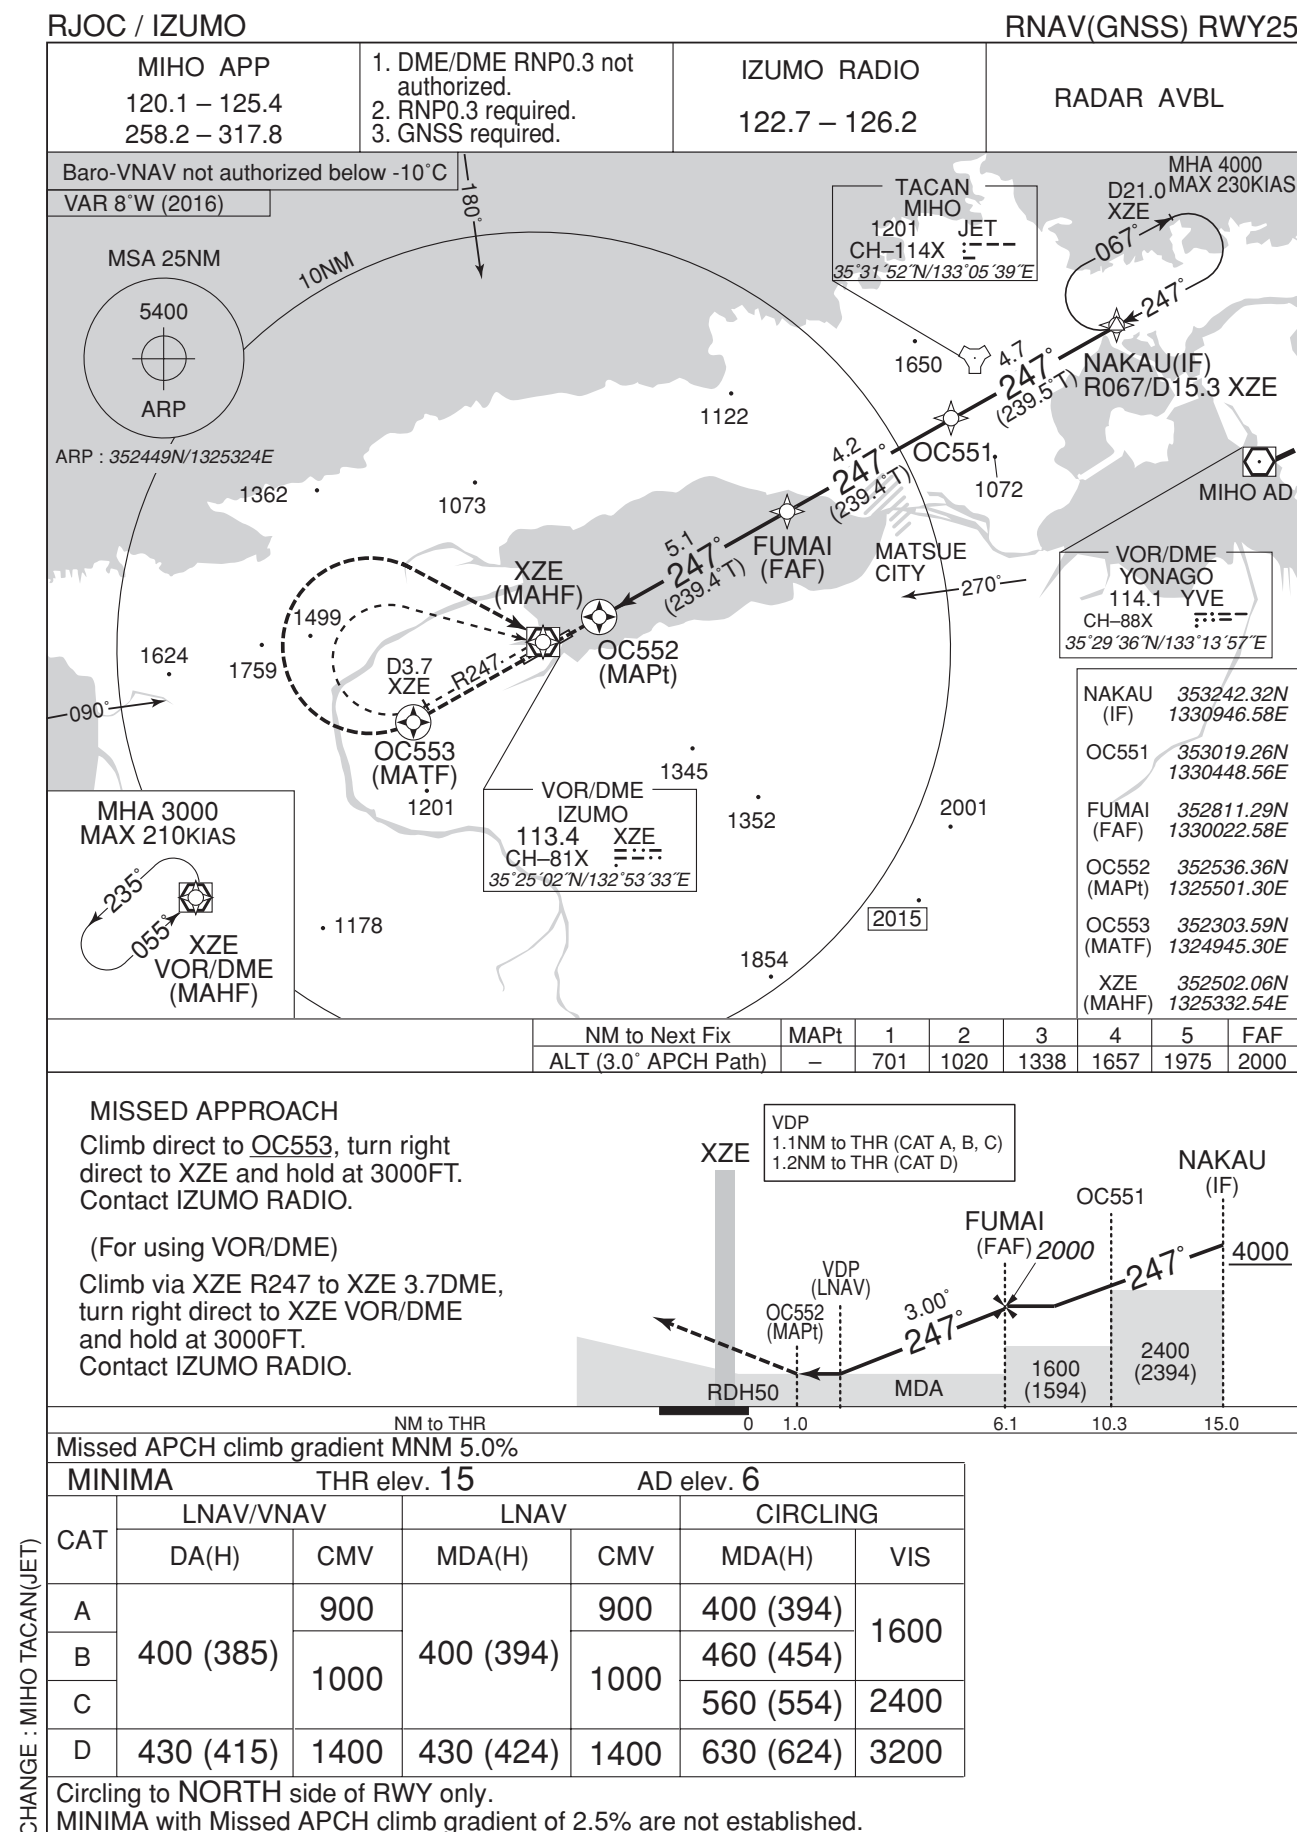 RJOC / IZUMO
RNAV(GNSS) RWY25
MIHO APP
120.1 – 125.4
258.2 – 317.8
1. DME/DME RNP0.3 not
authorized.
2. RNP0.3 required.
3. GNSS required.
IZUMO RADIO
122.7 – 126.2
RADAR AVBL
Baro-VNAV not authorized below -10˚C
VAR 8˚W (2016)
MSA 25NM
5400
ARP
ARP : 352449N/1325324E
10NM
180˚
TACAN
MIHO
1201 JET
CH–114X
35˚31´52˝N/133˚05´39˝E
MHA 4000
MAX 230KIAS
D21.0
XZE
067˚
247˚
NAKAU(IF)
R067/D15.3 XZE
4.7
247˚
(239.5˚T)
1650
1122
OC551
4.2
247˚
(239.4˚T)
1072
MIHO AD
1362
1073
FUMAI
(FAF)
5.1
247˚
(239.4˚T)
MATSUE
CITY
270˚
VOR/DME
YONAGO
114.1 YVE
CH–88X
35˚29´36˝N/133˚13´57˝E
XZE
(MAHF)
1499
1624
1759
D3.7
XZE
R247
OC552
(MAPt)
090˚
OC553
(MATF)
1201
1345
1352
2001
2015
1854
1178
VOR/DME
IZUMO
113.4 XZE
CH–81X
35˚25´02˝N/132˚53´33˝E
MHA 3000
MAX 210KIAS
235˚
055˚
XZE
VOR/DME
(MAHF)
NAKAU 353242.32N
(IF) 1330946.58E
OC551 353019.26N
1330448.56E
FUMAI 352811.29N
(FAF) 1330022.58E
OC552 352536.36N
(MAPt) 1325501.30E
OC553 352303.59N
(MATF) 1324945.30E
XZE 352502.06N
(MAHF) 1325332.54E
NM to Next Fix MAPt 1 2 3 4 5 FAF
ALT (3.0˚ APCH Path) – 701 1020 1338 1657 1975 2000
MISSED APPROACH
Climb direct to OC553, turn right
direct to XZE and hold at 3000FT.
Contact IZUMO RADIO.
(For using VOR/DME)
Climb via XZE R247 to XZE 3.7DME,
turn right direct to XZE VOR/DME
and hold at 3000FT.
Contact IZUMO RADIO.
VDP
1.1NM to THR (CAT A, B, C)
1.2NM to THR (CAT D)
XZE
NAKAU
(IF)
OC551
FUMAI
(FAF) 2000
4000
247˚
VDP
(LNAV)
OC552
(MAPt)
3.00˚
247˚
RDH50
MDA
1600
(1594)
2400
(2394)
NM to THR 0 1.0 6.1 10.3 15.0
Missed APCH climb gradient MNM 5.0%
MINIMA THR elev. 15 AD elev. 6
CAT LNAV/VNAV LNAV CIRCLING
DA(H) CMV MDA(H) CMV MDA(H) VIS
A 400 (385) 900 400 (394) 900 400 (394) 1600
B 1000 1000 460 (454)
C 560 (554) 2400
D 430 (415) 1400 430 (424) 1400 630 (624) 3200
Circling to NORTH side of RWY only.
MINIMA with Missed APCH climb gradient of 2.5% are not established.
CHANGE : MIHO TACAN(JET)